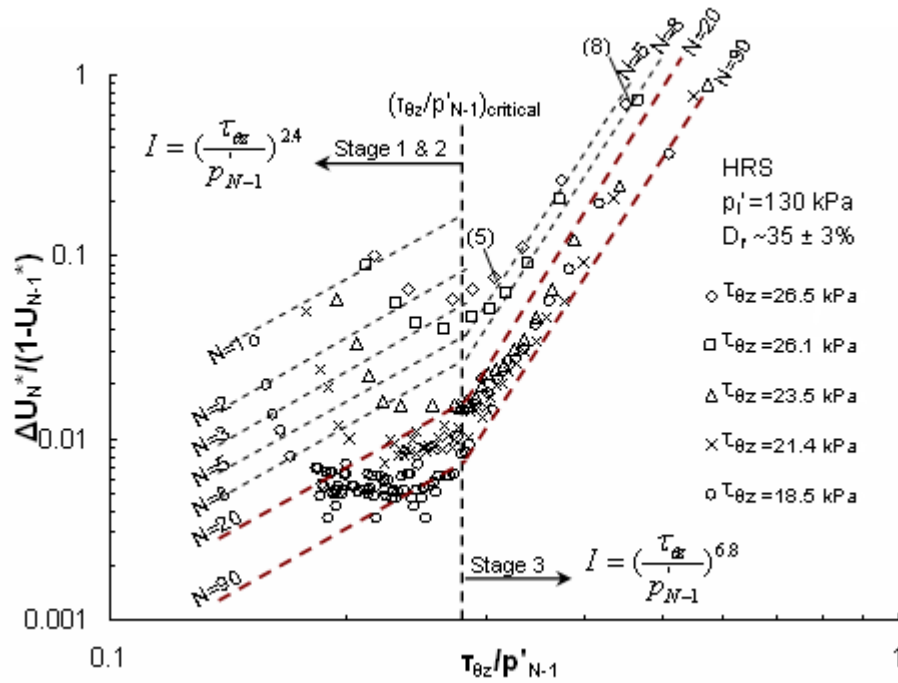 N=5
N=8
N=20
N=90
(8)
(5)
(τθz/p'N-1)critical
I = (τθz/p'N-1)^2.4
Stage 1 & 2
HRS
pi'=130 kPa
Dr ~35 ± 3%
◇ τθz=26.5 kPa
□ τθz=26.1 kPa
△ τθz=23.5 kPa
× τθz=21.4 kPa
○ τθz=18.5 kPa
N=1
N=2
N=3
N=5
N=8
N=20
N=90
Stage 3
I = (τθz/p'N-1)^6.8
1
0.1
0.01
0.001
ΔUN*/(1-UN-1*)
0.1
1
τθz/p'N-1